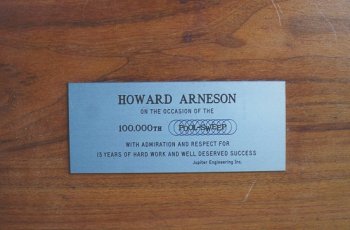 HOWARD ARNESON
ON THE OCCASION OF THE
100,000TH POOL-SWEEP
WITH ADMIRATION AND RESPECT FOR
15 YEARS OF HARD WORK AND WELL DESERVED SUCCESS
Jupiter Engineering Inc.